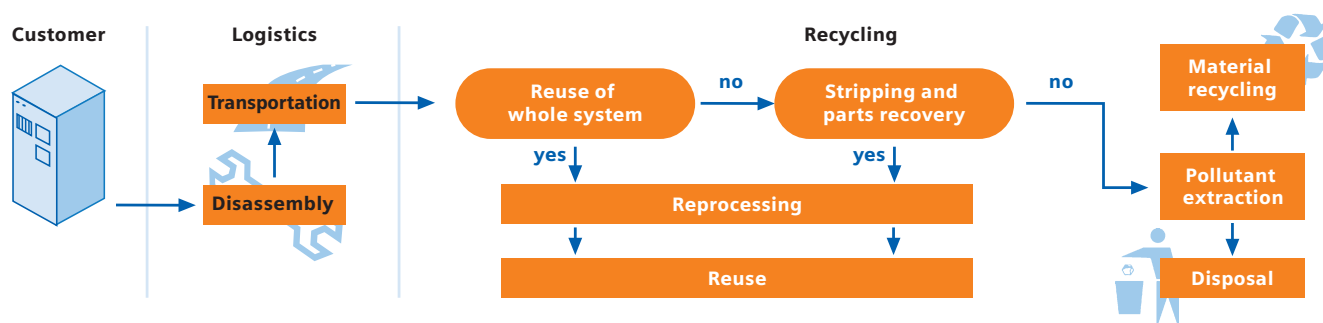 Customer
Logistics
Recycling
Transportation
Disassembly
Reuse of
whole system
no
Stripping and
parts recovery
no
yes
yes
Reprocessing
Reuse
Material
recycling
Pollutant
extraction
Disposal